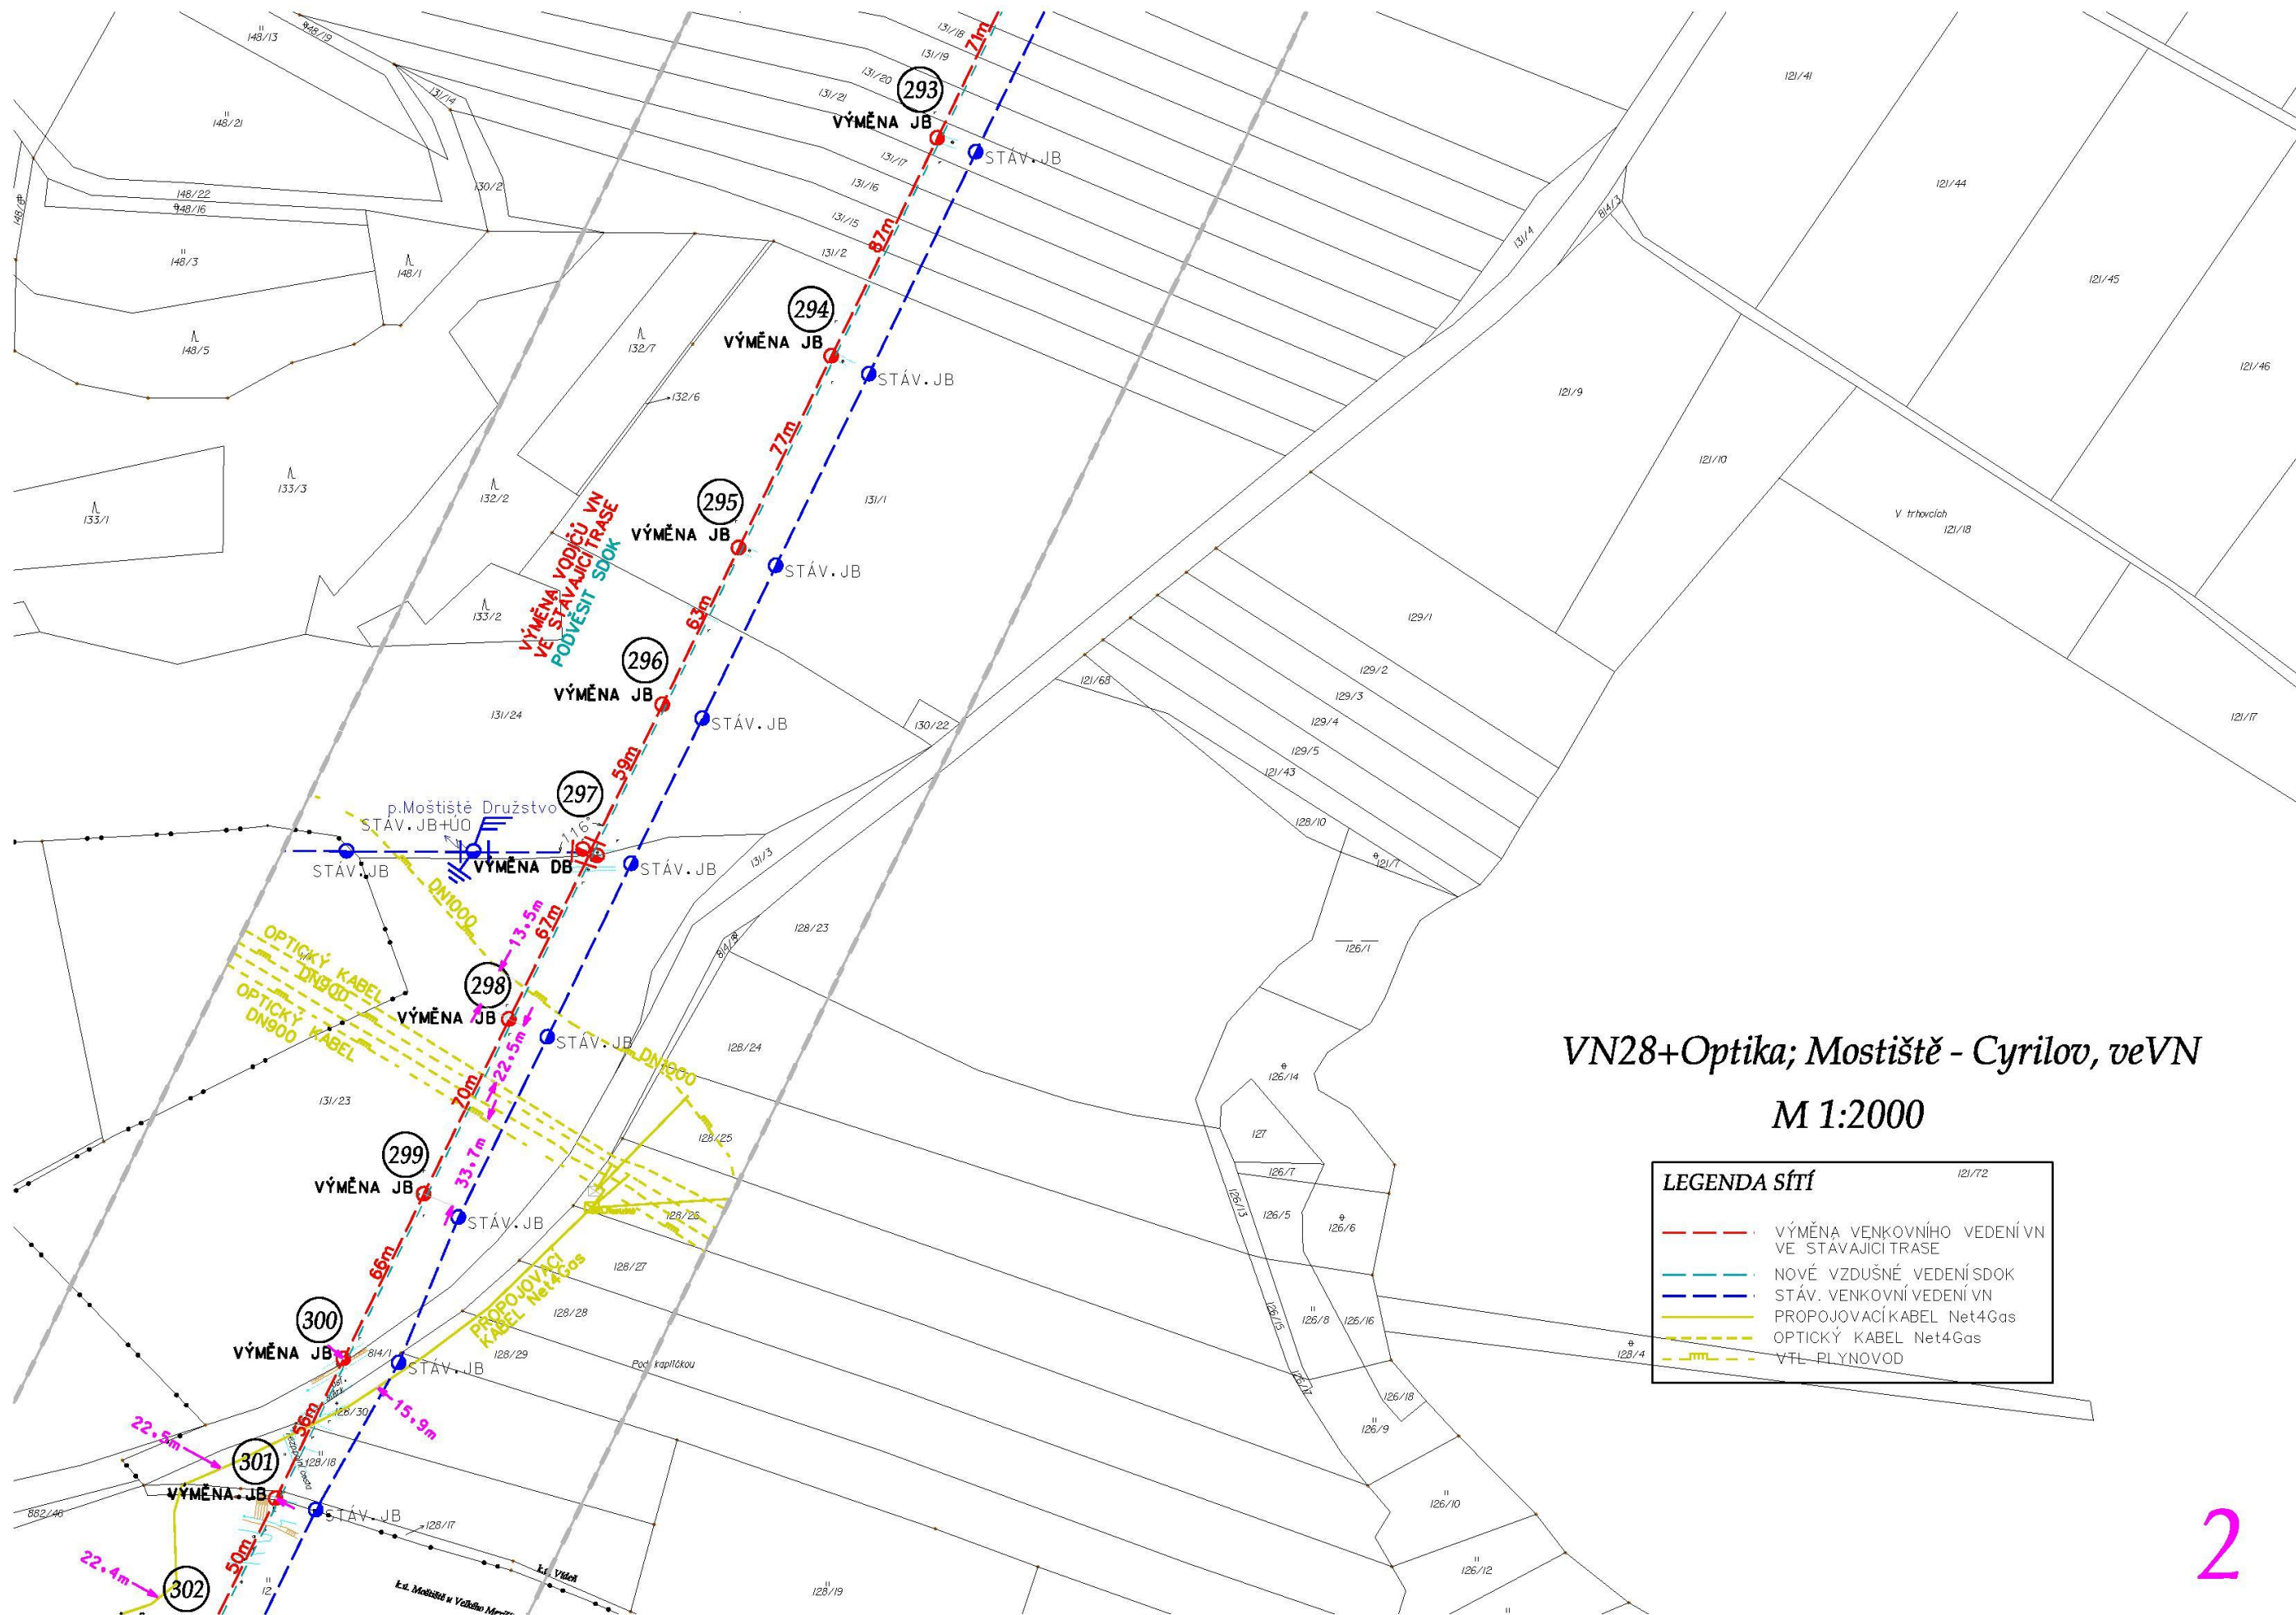 148/13
148/19
148/21
131/14
130/2
148/22
148/16
148/3
148/1
148/5
133/1
133/3
132/2
132/7
132/6
133/2
131/18
131/19
131/20
131/21
131/17
131/16
131/15
131/2
131/1
131/4
814/3
121/41
121/44
121/45
121/46
121/9
121/10
V trhovcích
121/18
121/17
71m
293
VÝMĚNA JB
STÁV.JB
87m
294
VÝMĚNA JB
STÁV.JB
77m
295
VÝMĚNA JB
STÁV.JB
VÝMĚNA VODIČŮ VN
VE STÁVAJÍCÍ TRASE
PODVĚSIT SDOK
63m
296
VÝMĚNA JB
STÁV.JB
131/24
130/22
59m
297
p.Moštiště Družstvo
STÁV.JB+ÚO
116°
STÁV.JB
VÝMĚNA DB
STÁV.JB
131/3
129/1
129/2
129/3
129/4
129/5
121/68
121/43
128/10
121/7
DN1000
13.5m
67m
298
VÝMĚNA JB
STÁV.JB
OPTICKÝ KABEL
DN900
OPTICKÝ KABEL
DN900
22.5m
DN1000
70m
131/23
128/23
128/24
128/25
128/26
126/1
126/14
127
126/7
126/13
126/5
126/6
33.7m
299
VÝMĚNA JB
STÁV.JB
66m
PROPOJOVACÍ
KABEL Net4Gas
128/27
128/28
128/29
Pod kapličkou
300
VÝMĚNA JB
814/1
STÁV.JB
126/15
126/8
126/16
126/17
126/18
126/9
128/4
56m
128/30
15.9m
22.5m
301
128/18
VÝMĚNA JB
STÁV.JB
882/46
128/17
50m
22.4m
302
12
k.ú. Vídeň
128/19
126/10
126/12
VN28+Optika; Mostiště - Cyrilov, veVN
M 1:2000
LEGENDA SÍTÍ
121/72
VÝMĚNA VENKOVNÍHO VEDENÍ VN
VE STÁVAJÍCÍ TRASE
NOVÉ VZDUŠNÉ VEDENÍ SDOK
STÁV. VENKOVNÍ VEDENÍ VN
PROPOJOVACÍ KABEL Net4Gas
OPTICKÝ KABEL Net4Gas
VTL PLYNOVOD
2